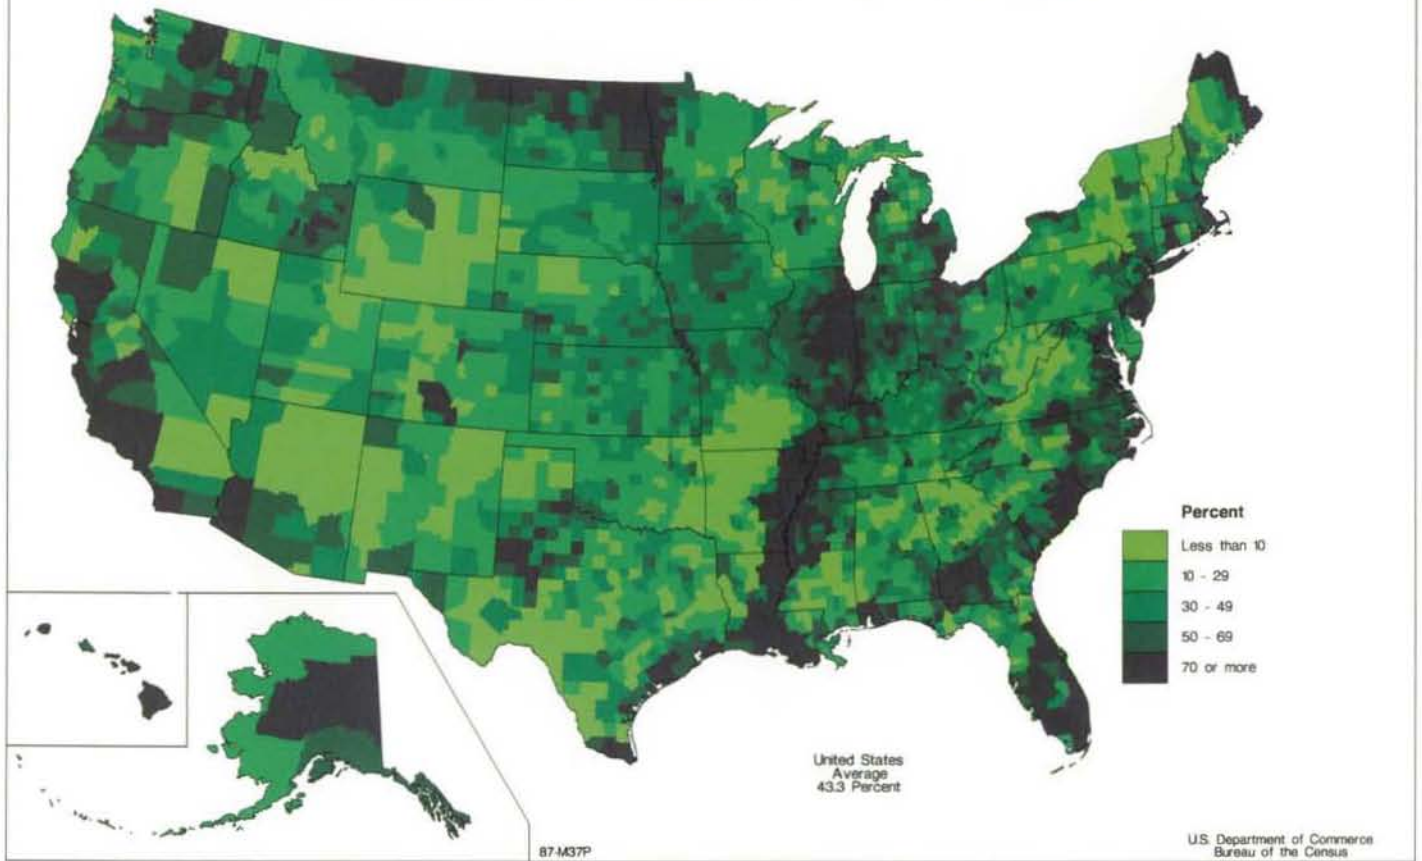 Percent
Less than 10
10 - 29
30 - 49
50 - 69
70 or more
United States
Average
43.3 Percent
87-M37P
U.S. Department of Commerce
Bureau of the Census